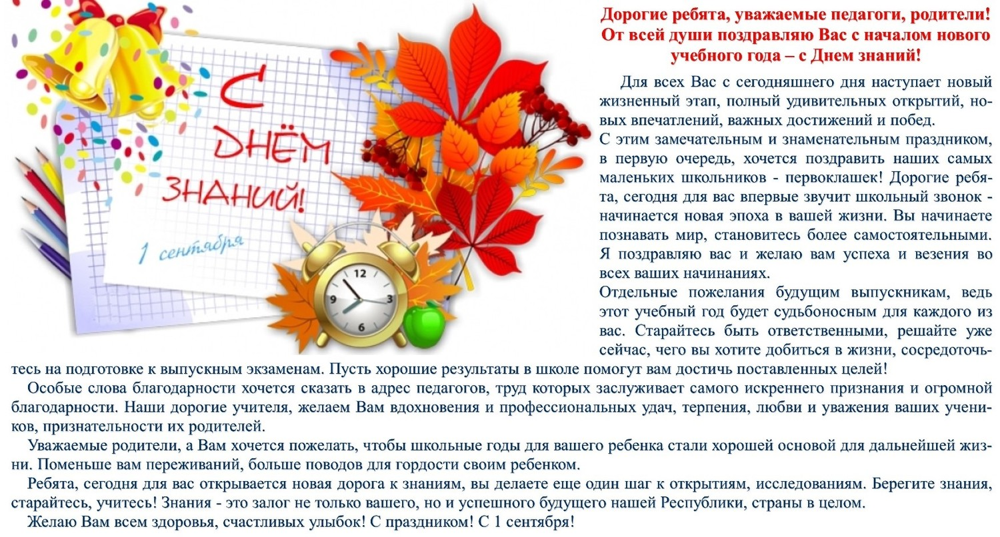 С
ДНЁМ
ЗНАНИЙ!
1 сентября
12
3
6
9
Дорогие ребята, уважаемые педагоги, родители!
От всей души поздравляю Вас с началом нового
учебного года – с Днем знаний!
Для всех Вас с сегодняшнего дня наступает новый
жизненный этап, полный удивительных открытий, но-
вых впечатлений, важных достижений и побед.
С этим замечательным и знаменательным праздником,
в первую очередь, хочется поздравить наших самых
маленьких школьников - первоклашек! Дорогие ребя-
та, сегодня для вас впервые звучит школьный звонок -
начинается новая эпоха в вашей жизни. Вы начинаете
познавать мир, становитесь более самостоятельными.
Я поздравляю вас и желаю вам успеха и везения во
всех ваших начинаниях.
Отдельные пожелания будущим выпускникам, ведь
этот учебный год будет судьбоносным для каждого из
вас. Старайтесь быть ответственными, решайте уже
сейчас, чего вы хотите добиться в жизни, сосредоточь-
тесь на подготовке к выпускным экзаменам. Пусть хорошие результаты в школе помогут вам достичь поставленных целей!
Особые слова благодарности хочется сказать в адрес педагогов, труд которых заслуживает самого искреннего признания и огромной
благодарности. Наши дорогие учителя, желаем Вам вдохновения и профессиональных удач, терпения, любви и уважения ваших учени-
ков, признательности их родителей.
Уважаемые родители, а Вам хочется пожелать, чтобы школьные годы для вашего ребенка стали хорошей основой для дальнейшей жиз-
ни. Поменьше вам переживаний, больше поводов для гордости своим ребенком.
Ребята, сегодня для вас открывается новая дорога к знаниям, вы делаете еще один шаг к открытиям, исследованиям. Берегите знания,
старайтесь, учитесь! Знания - это залог не только вашего, но и успешного будущего нашей Республики, страны в целом.
Желаю Вам всем здоровья, счастливых улыбок! С праздником! С 1 сентября!